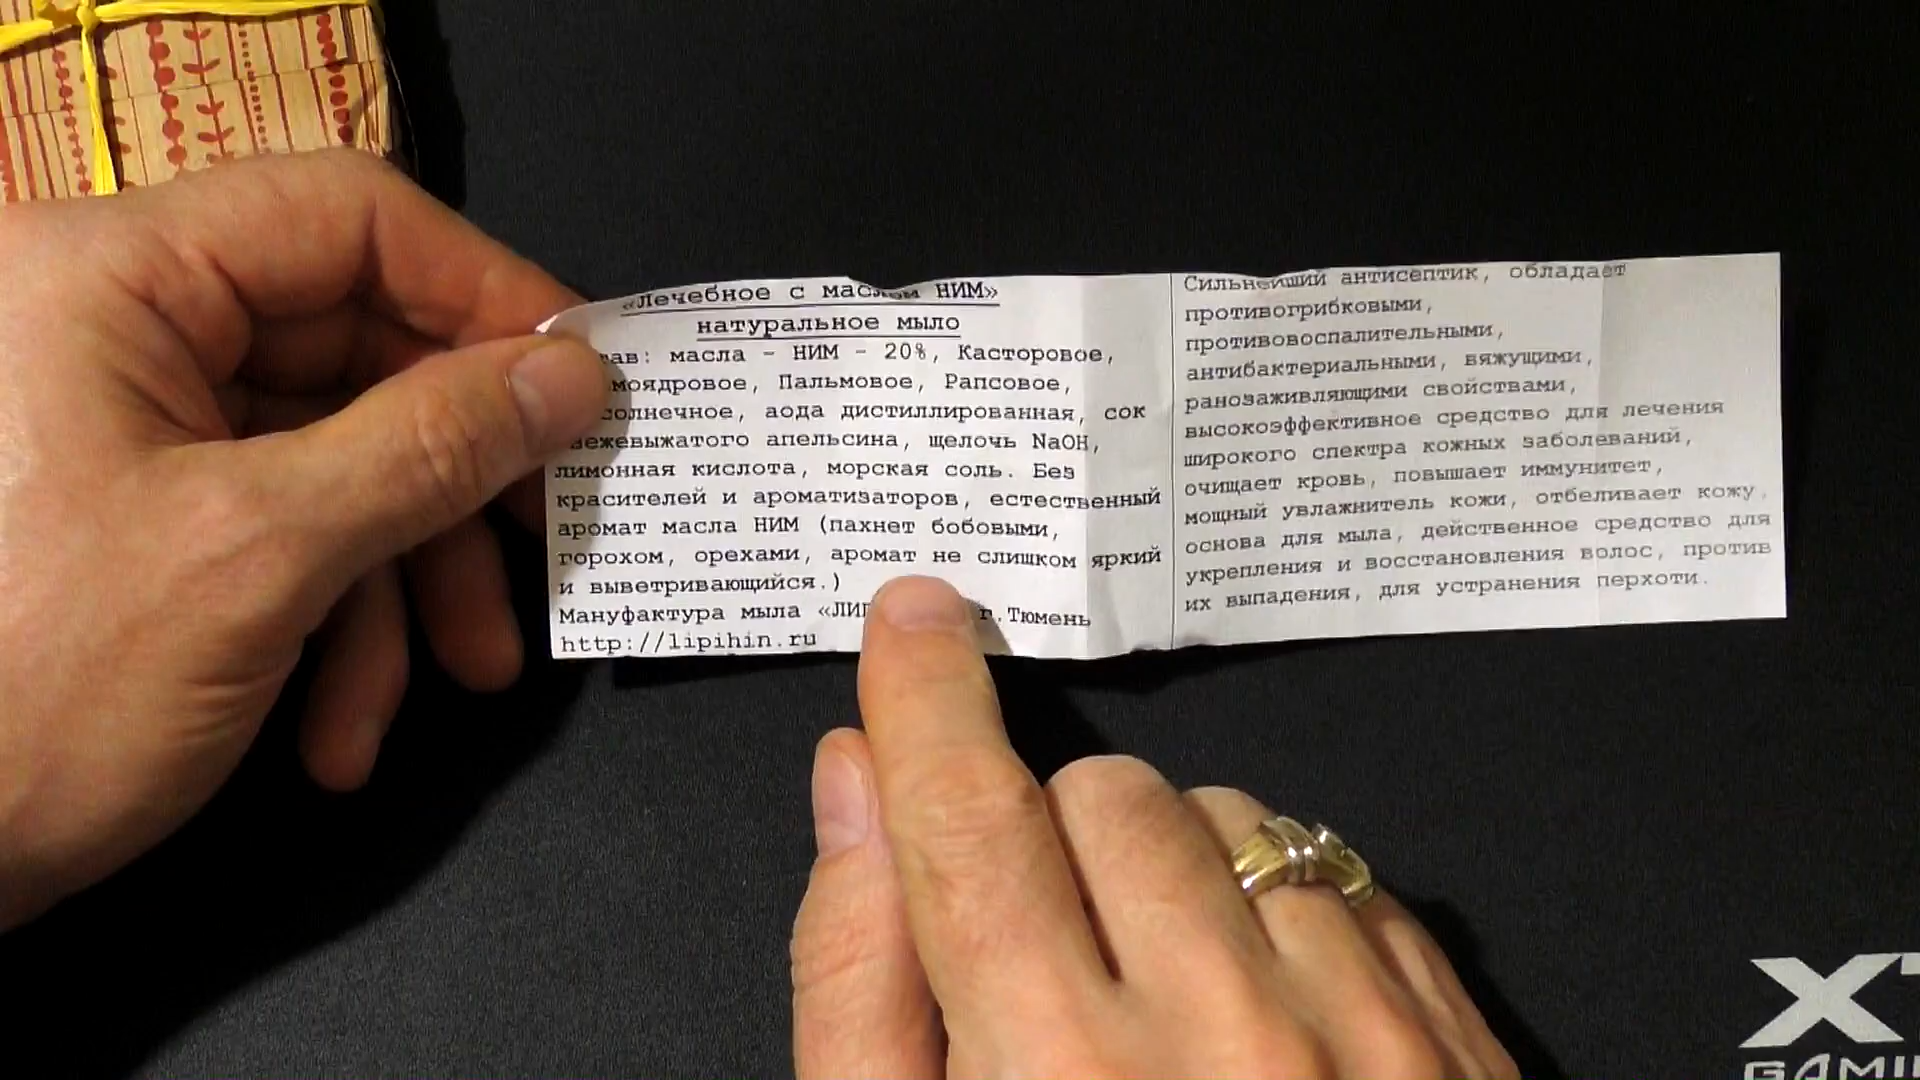 «Лечебное с маслом НИМ»
натуральное мыло
масла - НИМ - 20%, Касторовое,
Пальмовое, Рапсовое,
аода дистиллированная, сок
апельсина, щелочь NaOH,
лимонная кислота, морская соль. Без
красителей и ароматизаторов, естественный
аромат масла НИМ (пахнет бобовыми,
горохом, орехами, аромат не слишком яркий
и выветривающийся.)
Мануфактура мыла г.Тюмень
http://lipihin.ru
Сильнейший антисептик, обладает
противогрибковыми,
противовоспалительными,
антибактериальными, вяжущими,
ранозаживляющими свойствами,
высокоэффективное средство для лечения
широкого спектра кожных заболеваний,
очищает кровь, повышает иммунитет,
мощный увлажнитель кожи, отбеливает кожу,
основа для мыла, действенное средство для
укрепления и восстановления волос, против
их выпадения, для устранения перхоти.